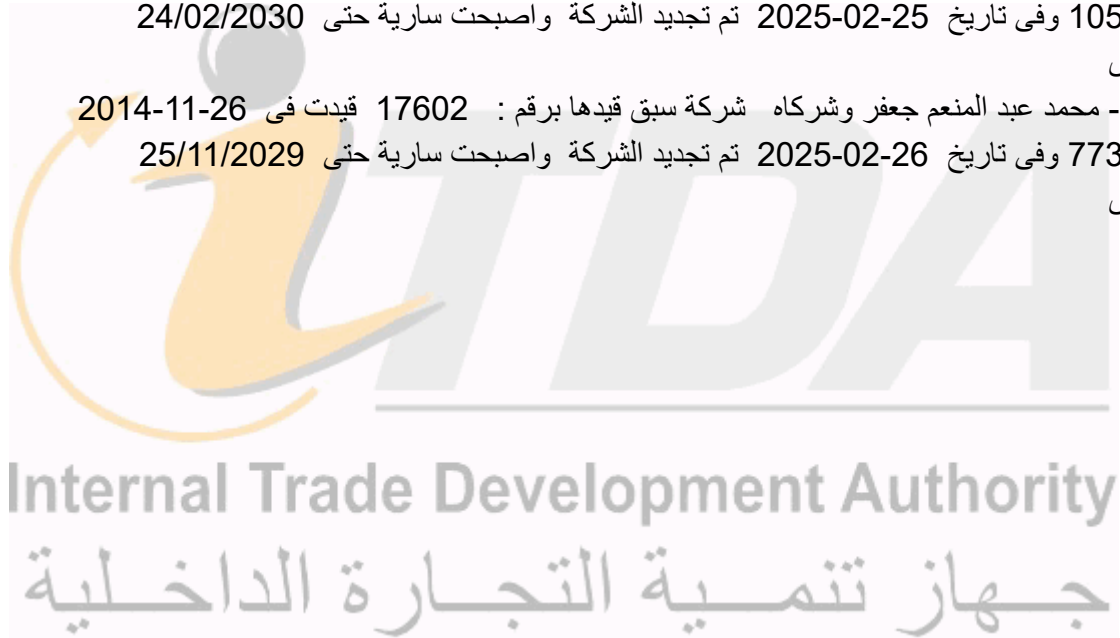 105 وفى تاريخ 25-02-2025 تم تجديد الشركة واصبحت سارية حتى 24/02/2030
- محمد عبد المنعم جعفر وشركاه شركة سبق قيدها برقم : 17602 قيدت فى 26-11-2014
773 وفى تاريخ 26-02-2025 تم تجديد الشركة واصبحت سارية حتى 25/11/2029
iTDA
Internal Trade Development Authority
جهاز تنمية التجارة الداخلية